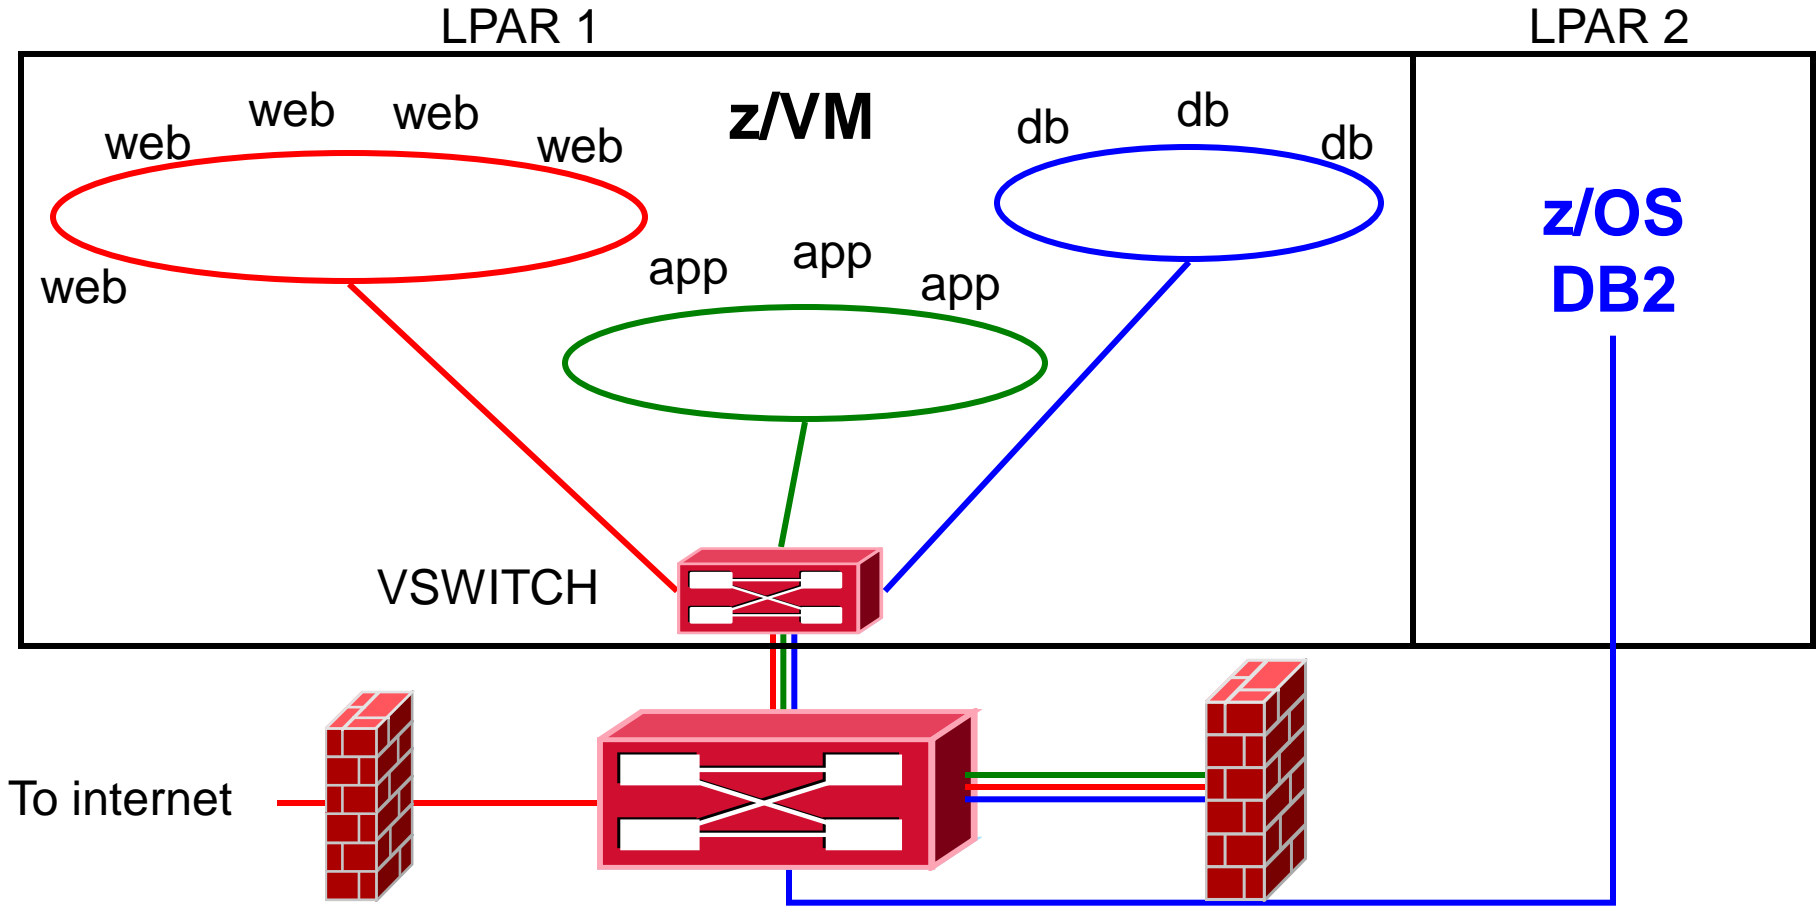 LPAR 1
LPAR 2
web
web
web
web
web
z/VM
db
db
db
app
app
app
z/OS
DB2
VSWITCH
To internet